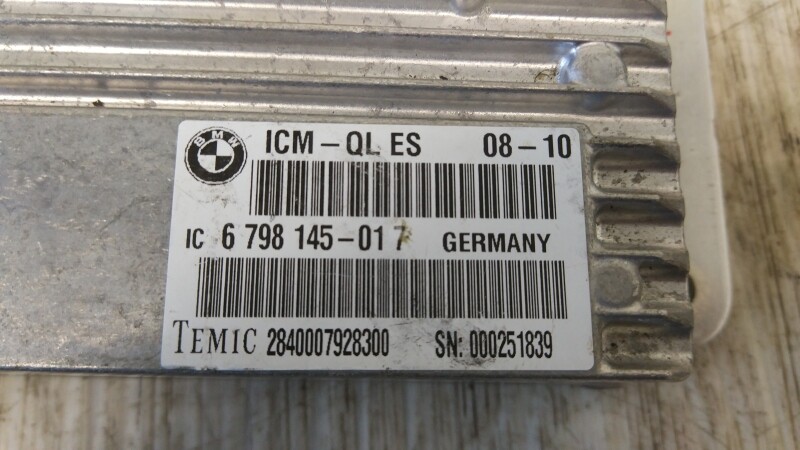 BMW
ICM-QL ES 08-10
IC 6 798 145-01 7 GERMANY
TEMIC 2840007928300 SN: 000251839